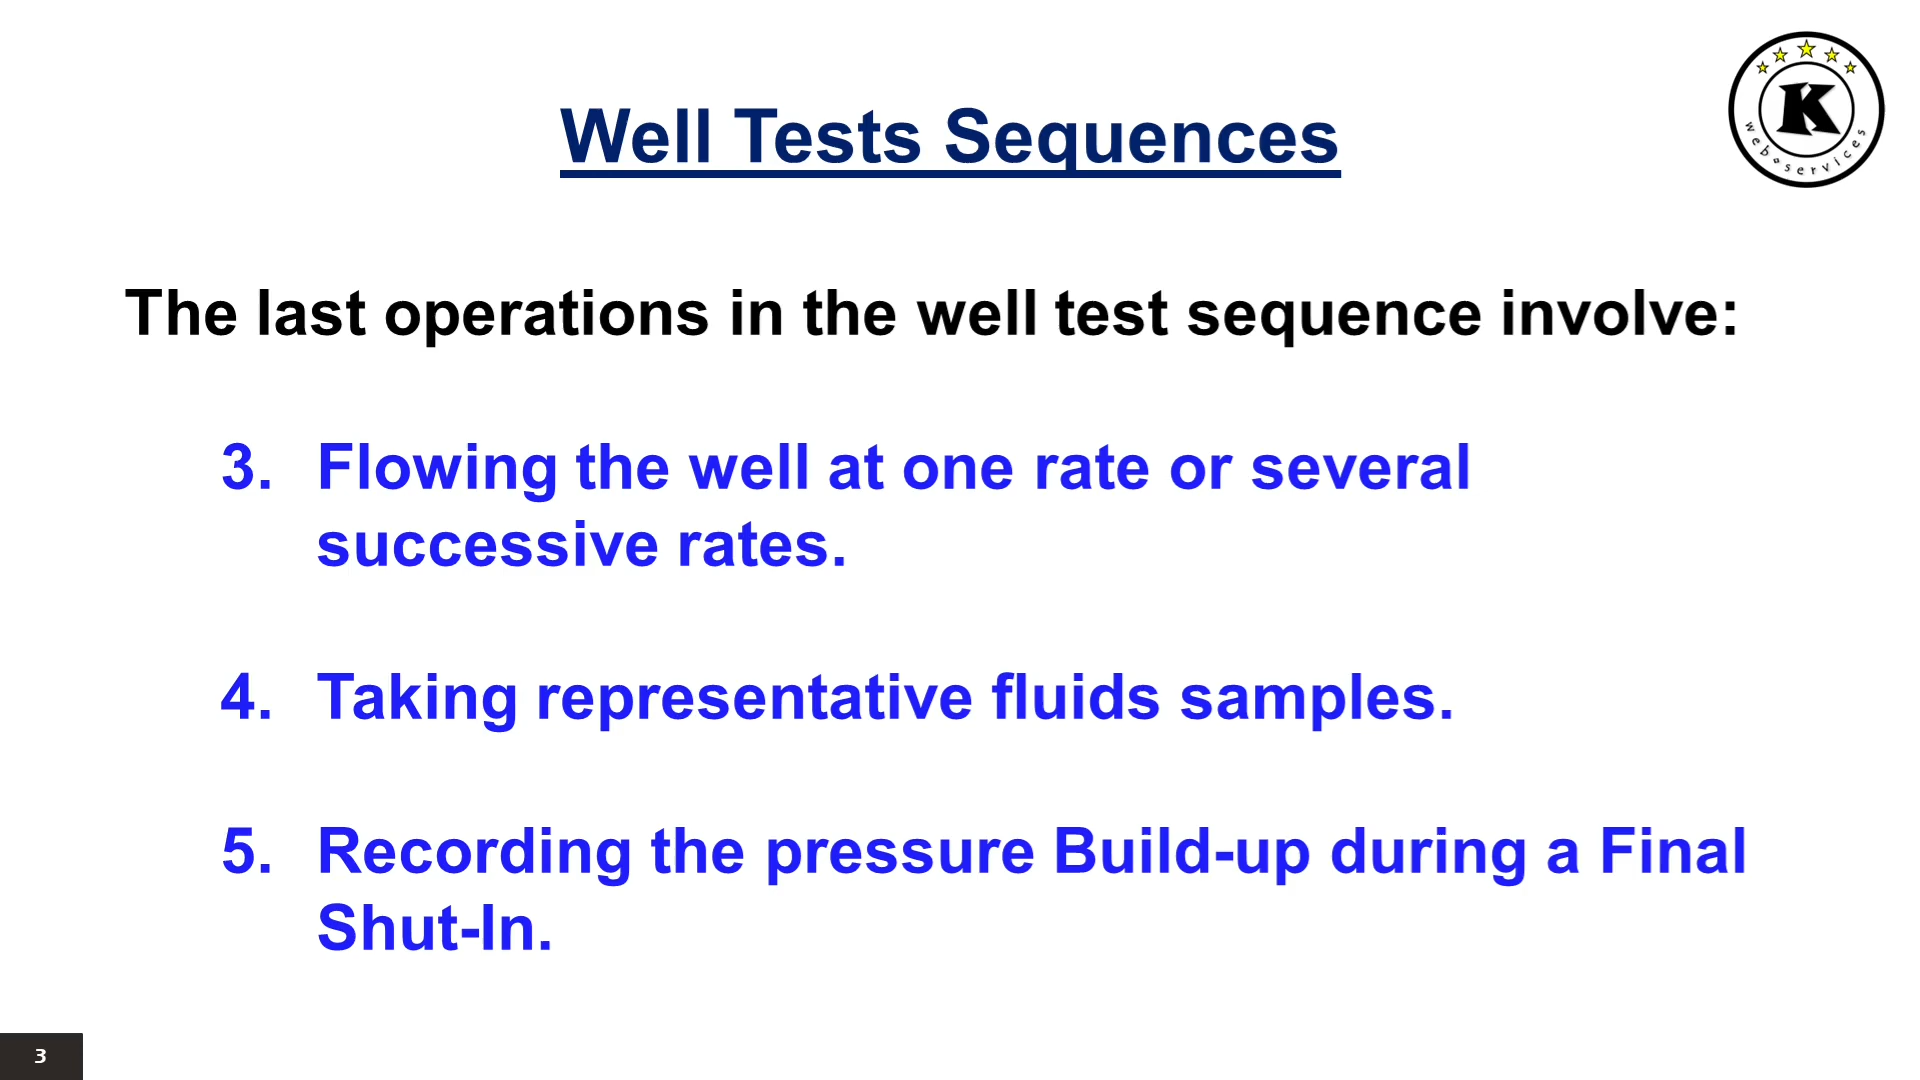 Well Tests Sequences
K
web services
The last operations in the well test sequence involve:
3. Flowing the well at one rate or several
successive rates.
4. Taking representative fluids samples.
5. Recording the pressure Build-up during a Final
Shut-In.
3